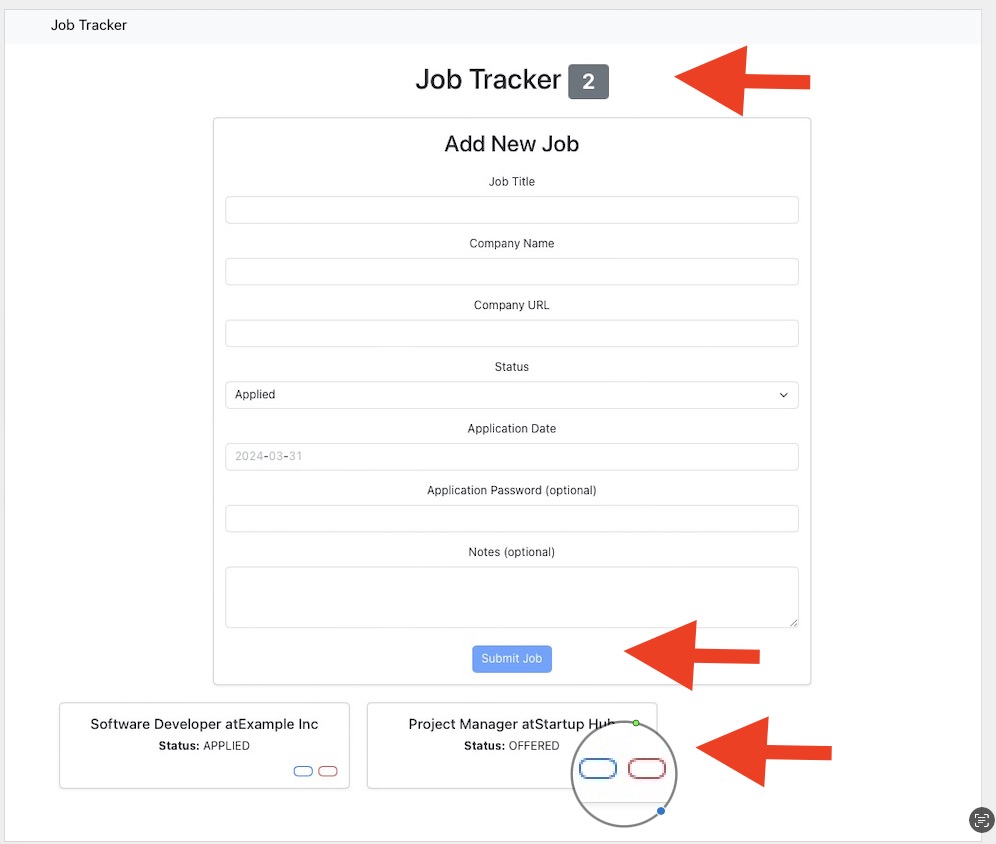 Job Tracker
Job Tracker 2
Add New Job
Job Title
Company Name
Company URL
Status
Applied
Application Date
2024-03-31
Application Password (optional)
Notes (optional)
Submit Job
Software Developer atExample Inc
Status: APPLIED
Project Manager atStartup Hub
Status: OFFERED